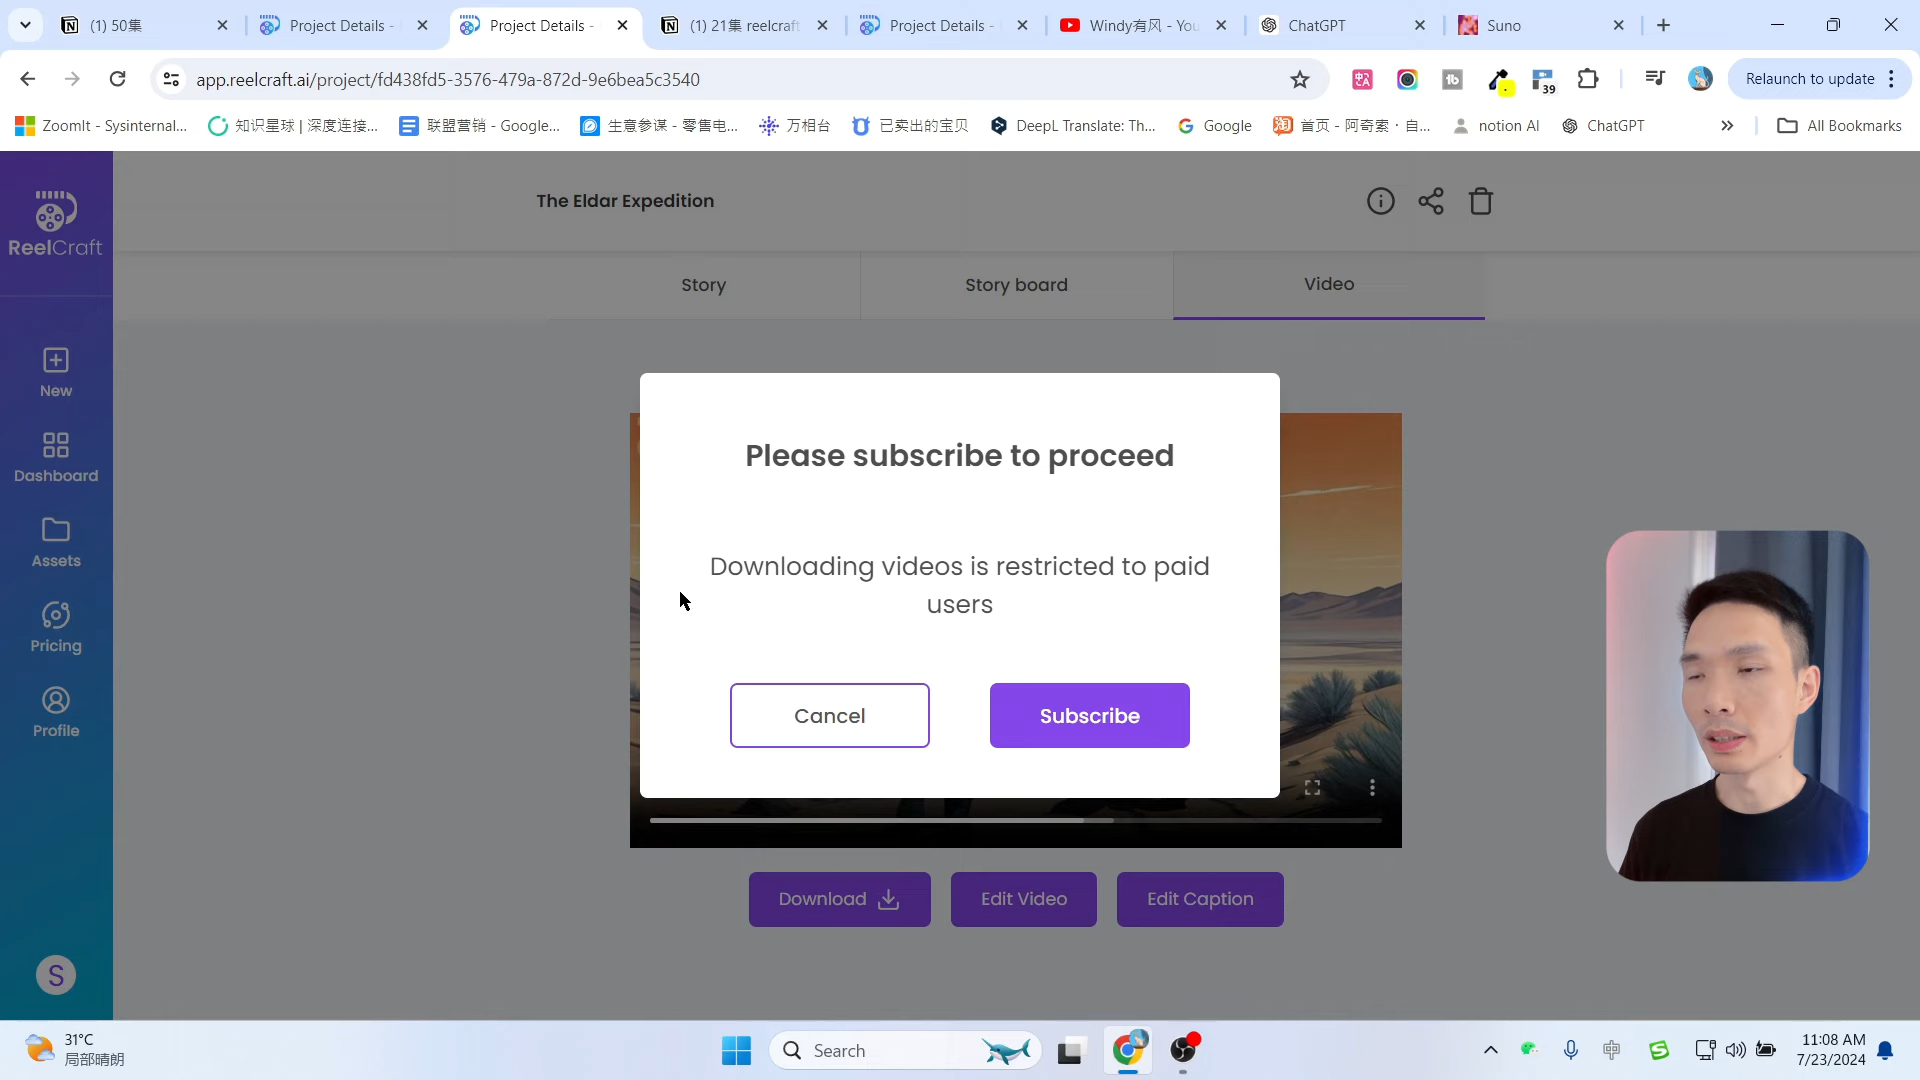 (1) 50集
Project Details -
Project Details -
(1) 21集 reelcraft
Project Details -
Windy有风 - You
ChatGPT
Suno
app.reelcraft.ai/project/fd438fd5-3576-479a-872d-9e6bea5c3540
39
Relaunch to update
ZoomIt - Sysinternal...
知识星球 | 深度连接...
联盟营销 - Google...
生意参谋 - 零售电...
万相台
已卖出的宝贝
DeepL Translate: Th...
Google
首页 - 阿奇索 · 自...
notion AI
ChatGPT
All Bookmarks
ReelCraft
The Eldar Expedition
Story
Story board
Video
New
Dashboard
Assets
Pricing
Profile
S
Please subscribe to proceed
Downloading videos is restricted to paid
users
Cancel
Subscribe
Download
Edit Video
Edit Caption
31°C
局部晴朗
Search
中
11:08 AM
7/23/2024